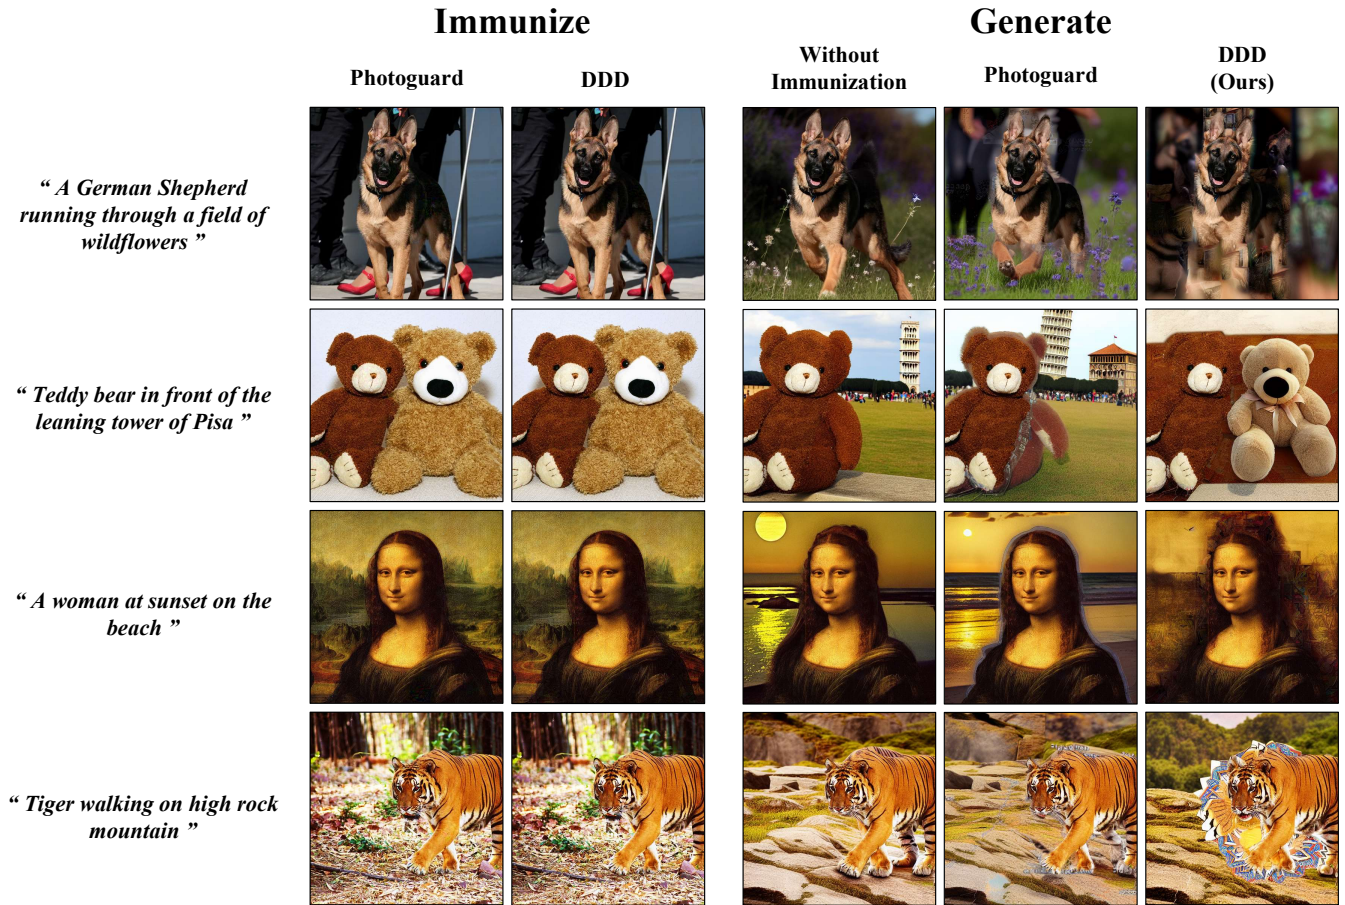 Immunize
Generate
Photoguard
DDD
Without
Immunization
Photoguard
DDD
(Ours)
“ A German Shepherd
running through a field of
wildflowers ”
“ Teddy bear in front of the
leaning tower of Pisa ”
“ A woman at sunset on the
beach ”
“ Tiger walking on high rock
mountain ”